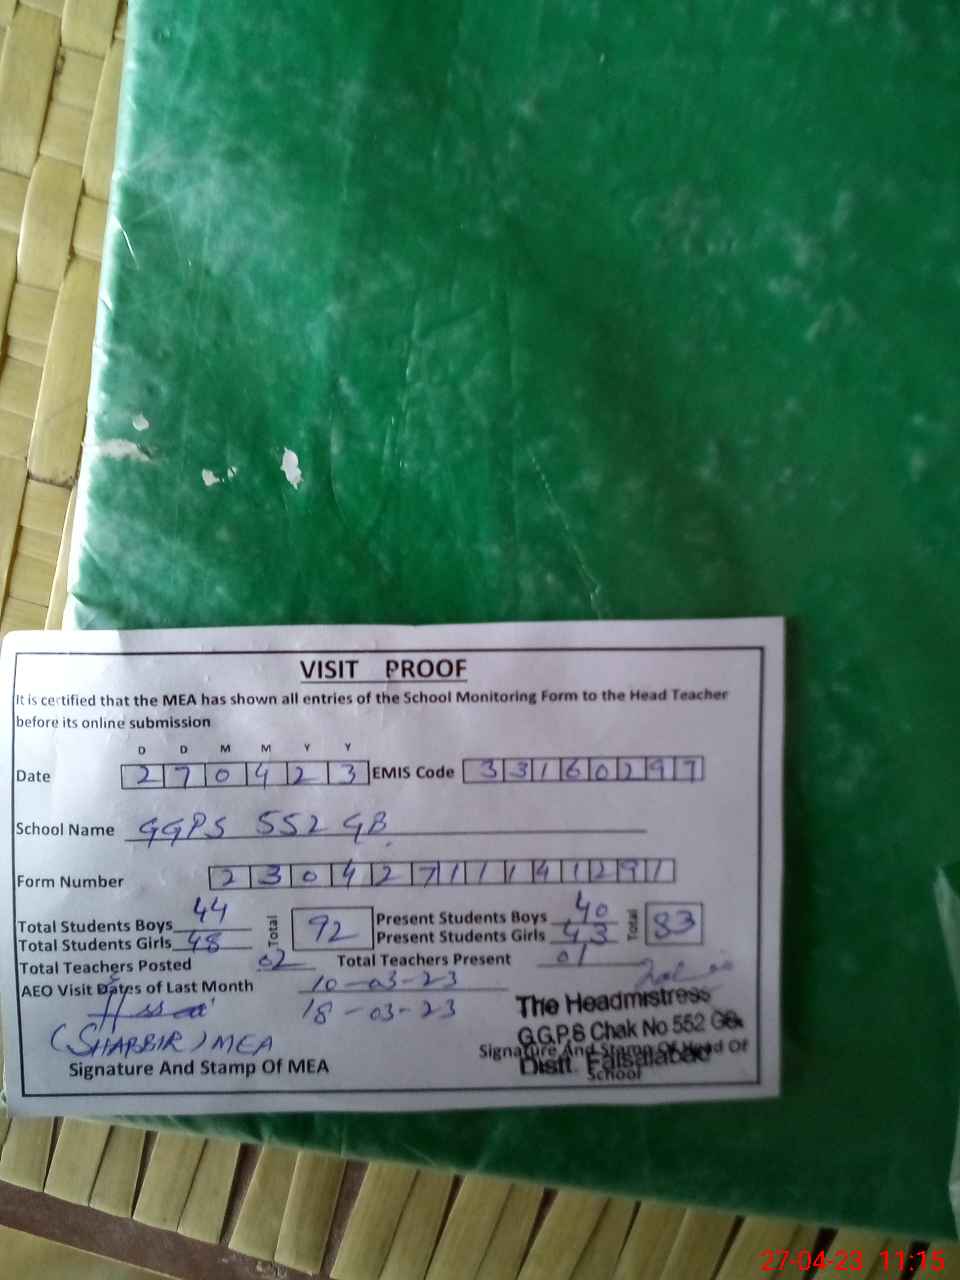 VISIT PROOF
It is certified that the MEA has shown all entries of the School Monitoring Form to the Head Teacher
before its online submission
D D M M Y Y
Date 2 7 0 4 2 3 EMIS Code 3 3 1 6 0 2 9 7
School Name GGPS 552 GB
Form Number 2 3 0 4 2 7 1 1 1 4 1 2 9 1
Total Students Boys 44 Total 92 Present Students Boys 40 Total 83
Total Students Girls 48 Present Students Girls 43
Total Teachers Posted 02 Total Teachers Present 01
AEO Visit Dates of Last Month 10-03-23
18-03-23
The Headmistress
(SHABBIR) MEA
G.G.P.S Chak No 552 GB.
Signature And Stamp Of Head Of
Distt. Faisalabad
Signature And Stamp Of MEA
School
27-04-23 11:15